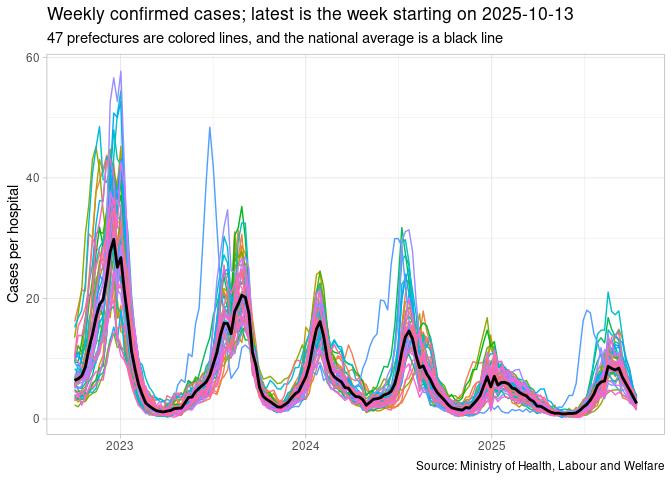 Weekly confirmed cases; latest is the week starting on 2025-10-13
47 prefectures are colored lines, and the national average is a black line
Cases per hospital
60
40
20
0
2023
2024
2025
Source: Ministry of Health, Labour and Welfare